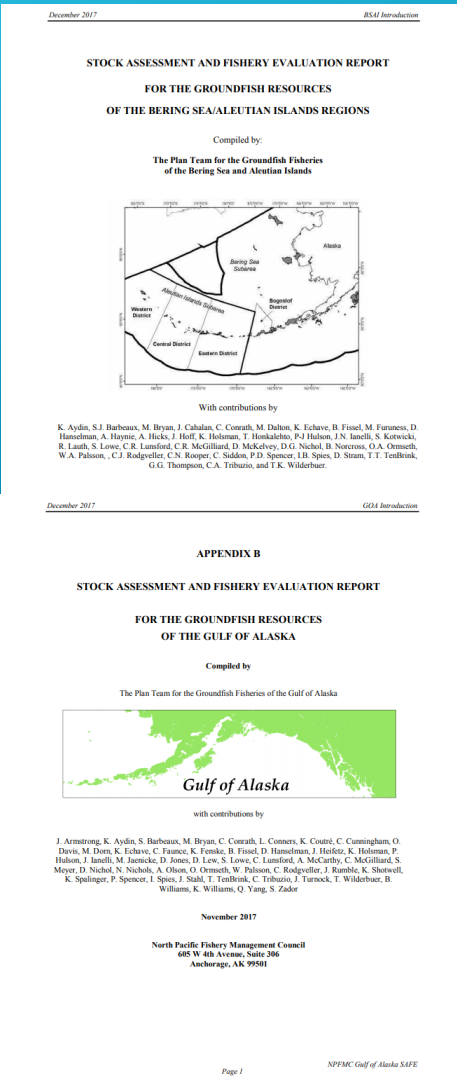 December 2017 BSAI Introduction
STOCK ASSESSMENT AND FISHERY EVALUATION REPORT
FOR THE GROUNDFISH RESOURCES
OF THE BERING SEA/ALEUTIAN ISLANDS REGIONS
Compiled by:
The Plan Team for the Groundfish Fisheries
of the Bering Sea and Aleutian Islands
Alaska
Bering Sea
Subarea
Aleutian Islands Subarea
Bogoslof
District
Western
District
Central District
Eastern District
With contributions by
K. Aydin, S.J. Barbeaux, M. Bryan, J. Cahalan, C. Conrath, M. Dalton, K. Echave, B. Fissel, M. Furuness, D.
Hanselman, A. Haynie, A. Hicks, J. Hoff, K. Holsman, T. Honkalehto, P-J Hulson, J.N. Ianelli, S. Kotwicki,
R. Lauth, S. Lowe, C.R. Lunsford, C.R. McGilliard, D. McKelvey, D.G. Nichol, B. Norcross, O.A. Ormseth,
W.A. Palsson, , C.J. Rodgveller, C.N. Rooper, C. Siddon, P.D. Spencer, I.B. Spies, D. Stram, T.T. TenBrink,
G.G. Thompson, C.A. Tribuzio, and T.K. Wilderbuer.
December 2017 GOA Introduction
APPENDIX B
STOCK ASSESSMENT AND FISHERY EVALUATION REPORT
FOR THE GROUNDFISH RESOURCES
OF THE GULF OF ALASKA
Compiled by
The Plan Team for the Groundfish Fisheries of the Gulf of Alaska
Gulf of Alaska
with contributions by
J. Armstrong, K. Aydin, S. Barbeaux, M. Bryan, C. Conrath, L. Conners, K. Coutré, C. Cunningham, O.
Davis, M. Dorn, K. Echave, C. Faunce, K. Fenske, B. Fissel, D. Hanselman, J. Heifetz, K. Holsman, P.
Hulson, J. Ianelli, M. Jaenicke, D. Jones, D. Lew, S. Lowe, C. Lunsford, A. McCarthy, C. McGilliard, S.
Meyer, D. Nichol, N. Nichols, A. Olson, O. Ormseth, W. Palsson, C. Rodgveller, J. Rumble, K. Shotwell,
K. Spalinger, P. Spencer, I. Spies, J. Stahl, T. TenBrink, C. Tribuzio, J. Turnock, T. Wilderbuer, B.
Williams, K. Williams, Q. Yang, S. Zador
November 2017
North Pacific Fishery Management Council
605 W 4th Avenue, Suite 306
Anchorage, AK 99501
NPFMC Gulf of Alaska SAFE
Page 1